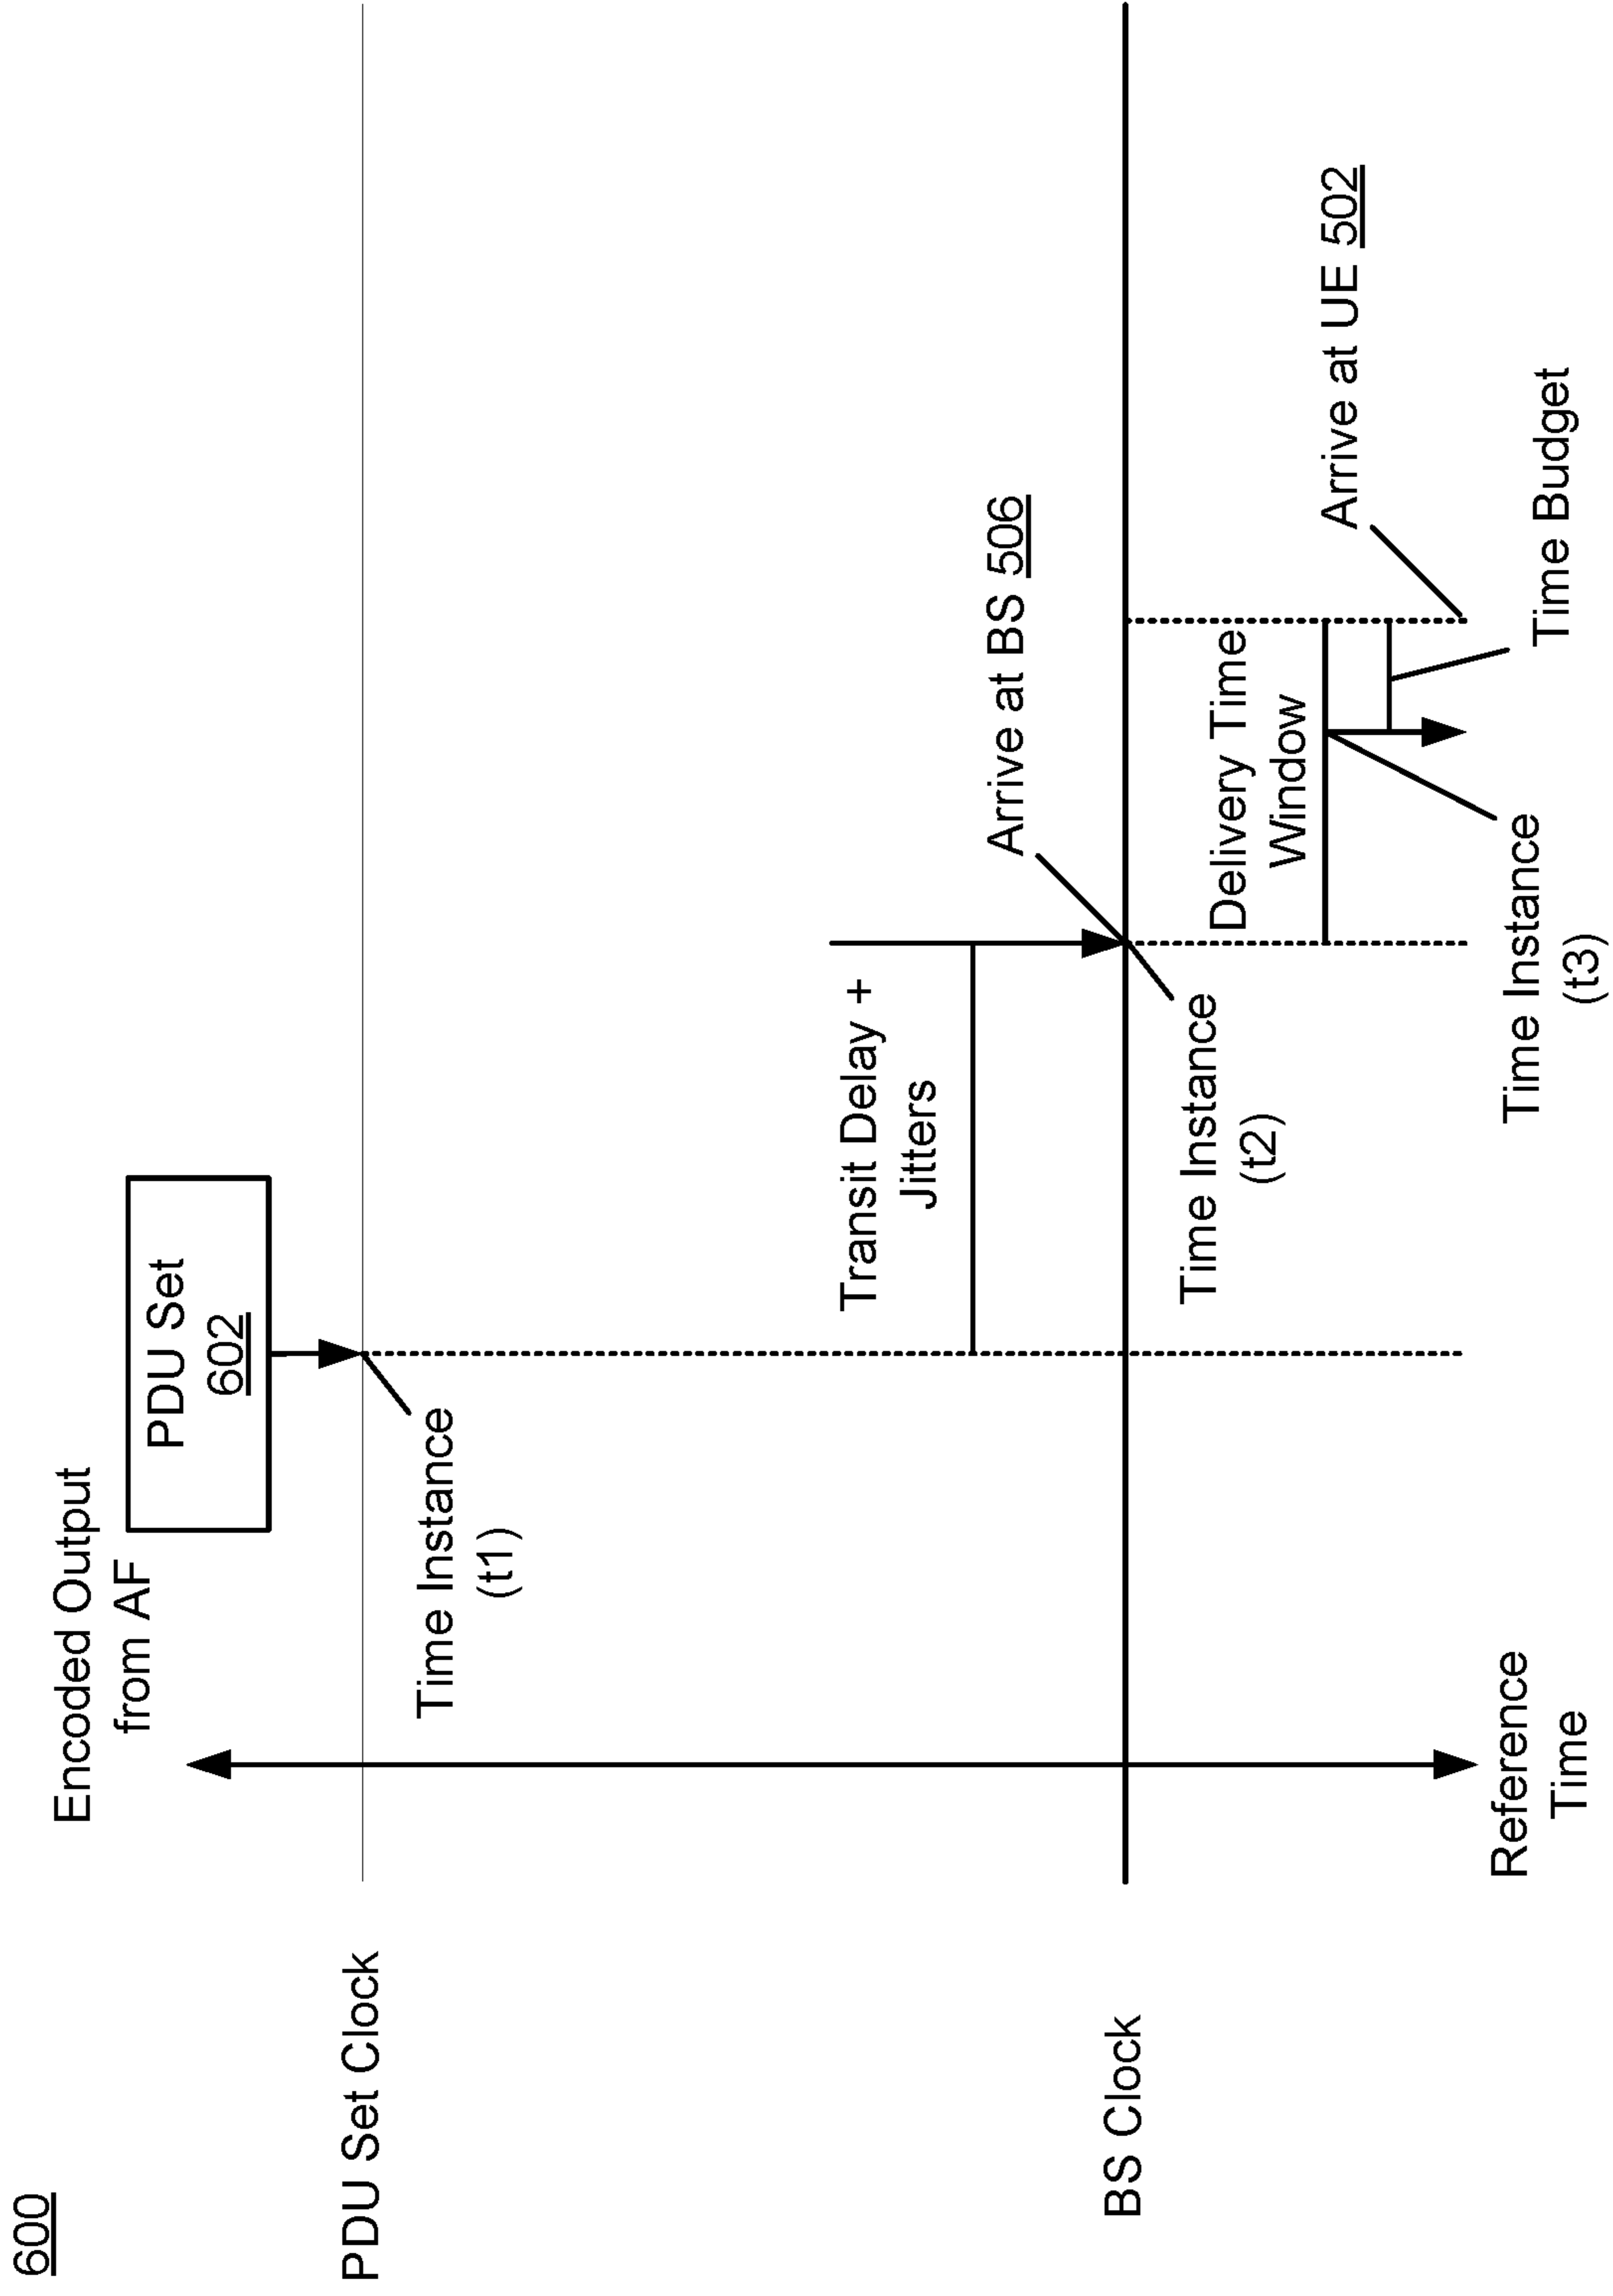 600
Encoded Output
from AF
PDU Set
602
PDU Set Clock
Time Instance
(t1)
Transit Delay +
Jitters
Arrive at BS 506
BS Clock
Time Instance
(t2)
Delivery Time
Window
Arrive at UE 502
Reference
Time
Time Instance
(t3)
Time Budget